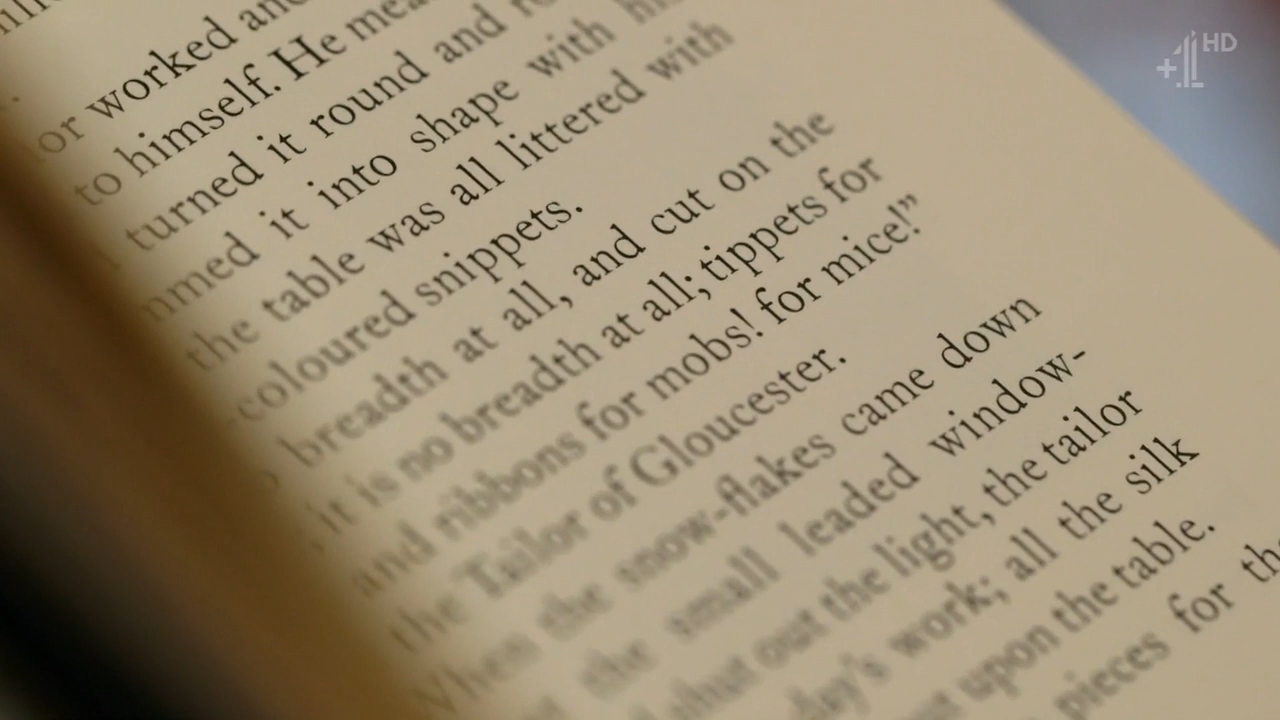 worked and
to himself. He mea
turned it round and r
mmed it into shape with hi
the table was all littered with
-coloured snippets.
breadth at all, and cut on the
it is no breadth at all; tippets for
and ribbons for mobs! for mice!”
the Tailor of Gloucester.
When the snow-flakes came down
the small leaded window-
shut out the light, the tailor
day's work; all the silk
upon the table.
pieces for the
+1 HD